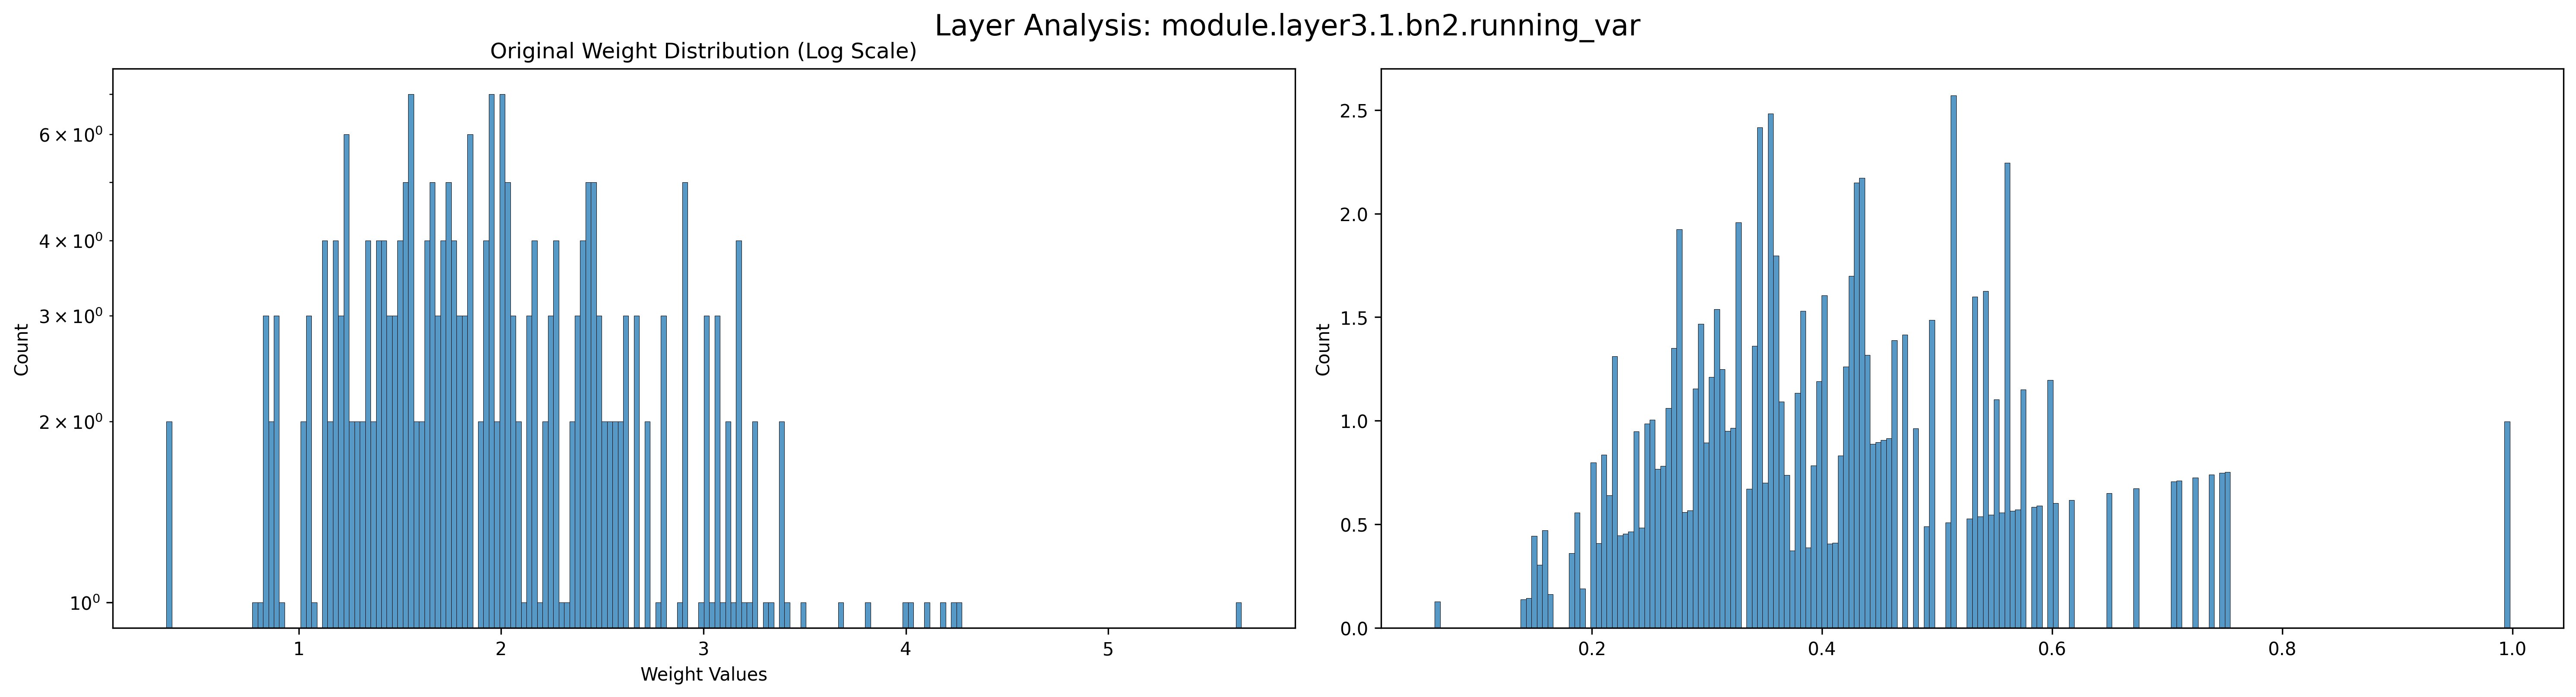 Layer Analysis: module.layer3.1.bn2.running_var
Original Weight Distribution (Log Scale)
Count
6 × 10⁰
4 × 10⁰
3 × 10⁰
2 × 10⁰
10⁰
1 2 3 4 5
Weight Values
Count
2.5
2.0
1.5
1.0
0.5
0.0
0.2 0.4 0.6 0.8 1.0